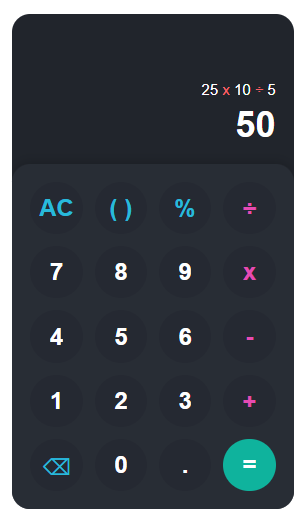 25 x 10 ÷ 5
50
AC ( ) % ÷
7 8 9 x
4 5 6 -
1 2 3 +
⌫ 0 . =